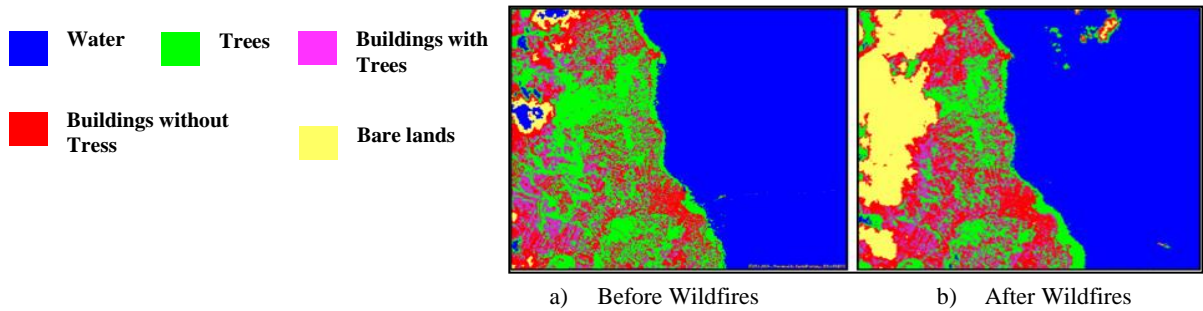 Water
Trees
Buildings with
Trees
Buildings without
Tress
Bare lands
a) Before Wildfires
b) After Wildfires